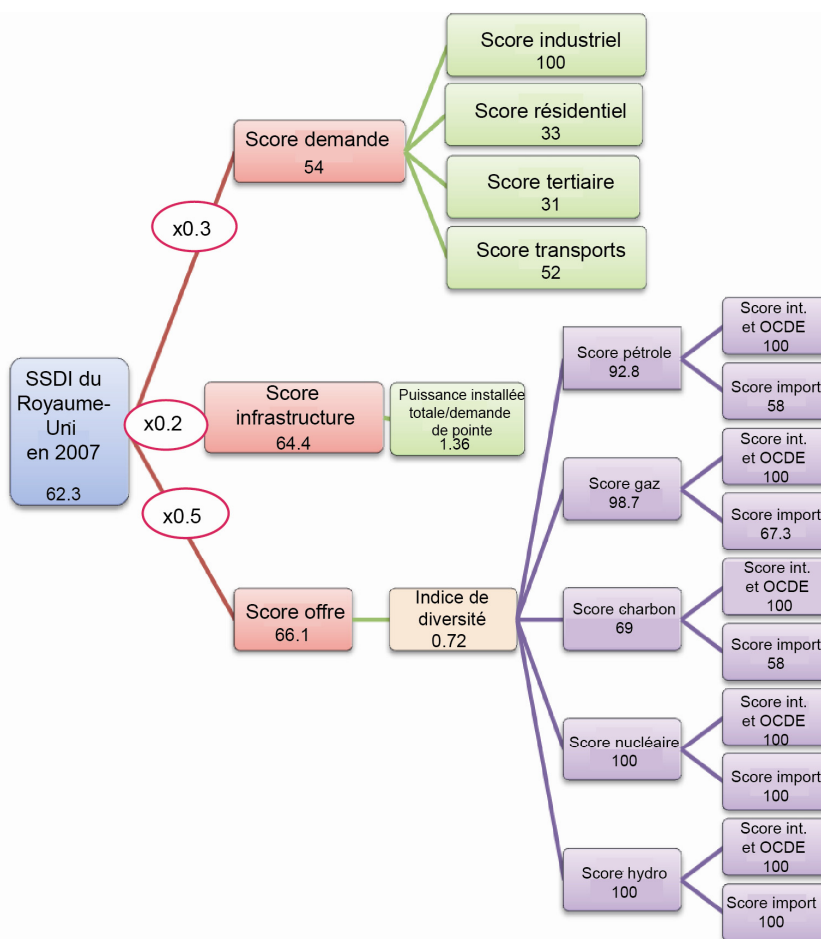 SSDI du
Royaume-
Uni
en 2007
62.3
x0.3
x0.2
x0.5
Score demande
54
Score industriel
100
Score résidentiel
33
Score tertiaire
31
Score transports
52
Score
infrastructure
64.4
Puissance installée
totale/demande
de pointe
1.36
Score offre
66.1
Indice de
diversité
0.72
Score pétrole
92.8
Score int.
et OCDE
100
Score import
58
Score gaz
98.7
Score int.
et OCDE
100
Score import
67.3
Score charbon
69
Score int.
et OCDE
100
Score import
58
Score nucléaire
100
Score int.
et OCDE
100
Score import
100
Score hydro
100
Score int.
et OCDE
100
Score import
100